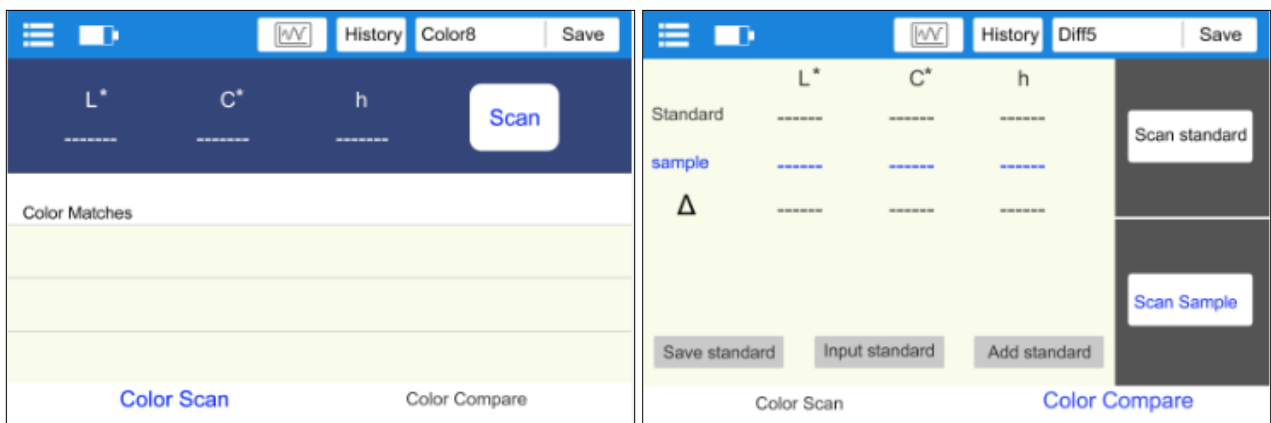 History Color8 Save
L* C* h
------- ------- -------
Scan
Color Matches
Color Scan Color Compare
History Diff5 Save
L* C* h
Standard ------ ------ ------
sample ------ ------ ------
Δ ------ ------ ------
Scan standard
Scan Sample
Save standard Input standard Add standard
Color Scan Color Compare